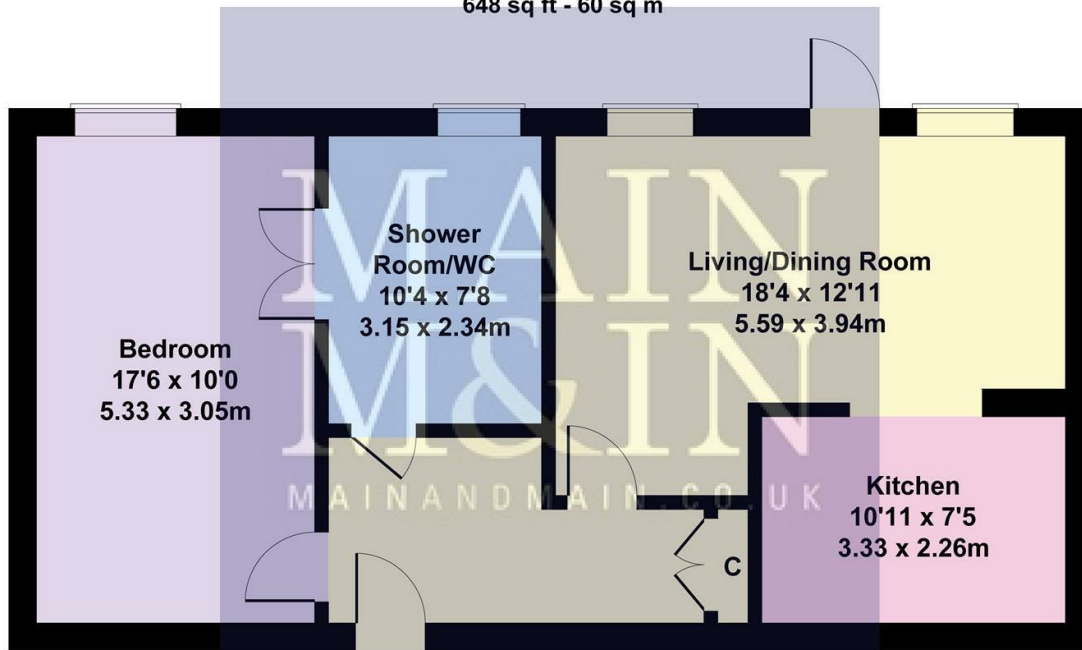 648 sq ft - 60 sq m
Shower
Room/WC
10'4 x 7'8
3.15 x 2.34m
Living/Dining Room
18'4 x 12'11
5.59 x 3.94m
Bedroom
17'6 x 10'0
5.33 x 3.05m
Kitchen
10'11 x 7'5
3.33 x 2.26m
C
MAIN
M&IN
MAINANDMAIN.CO.UK